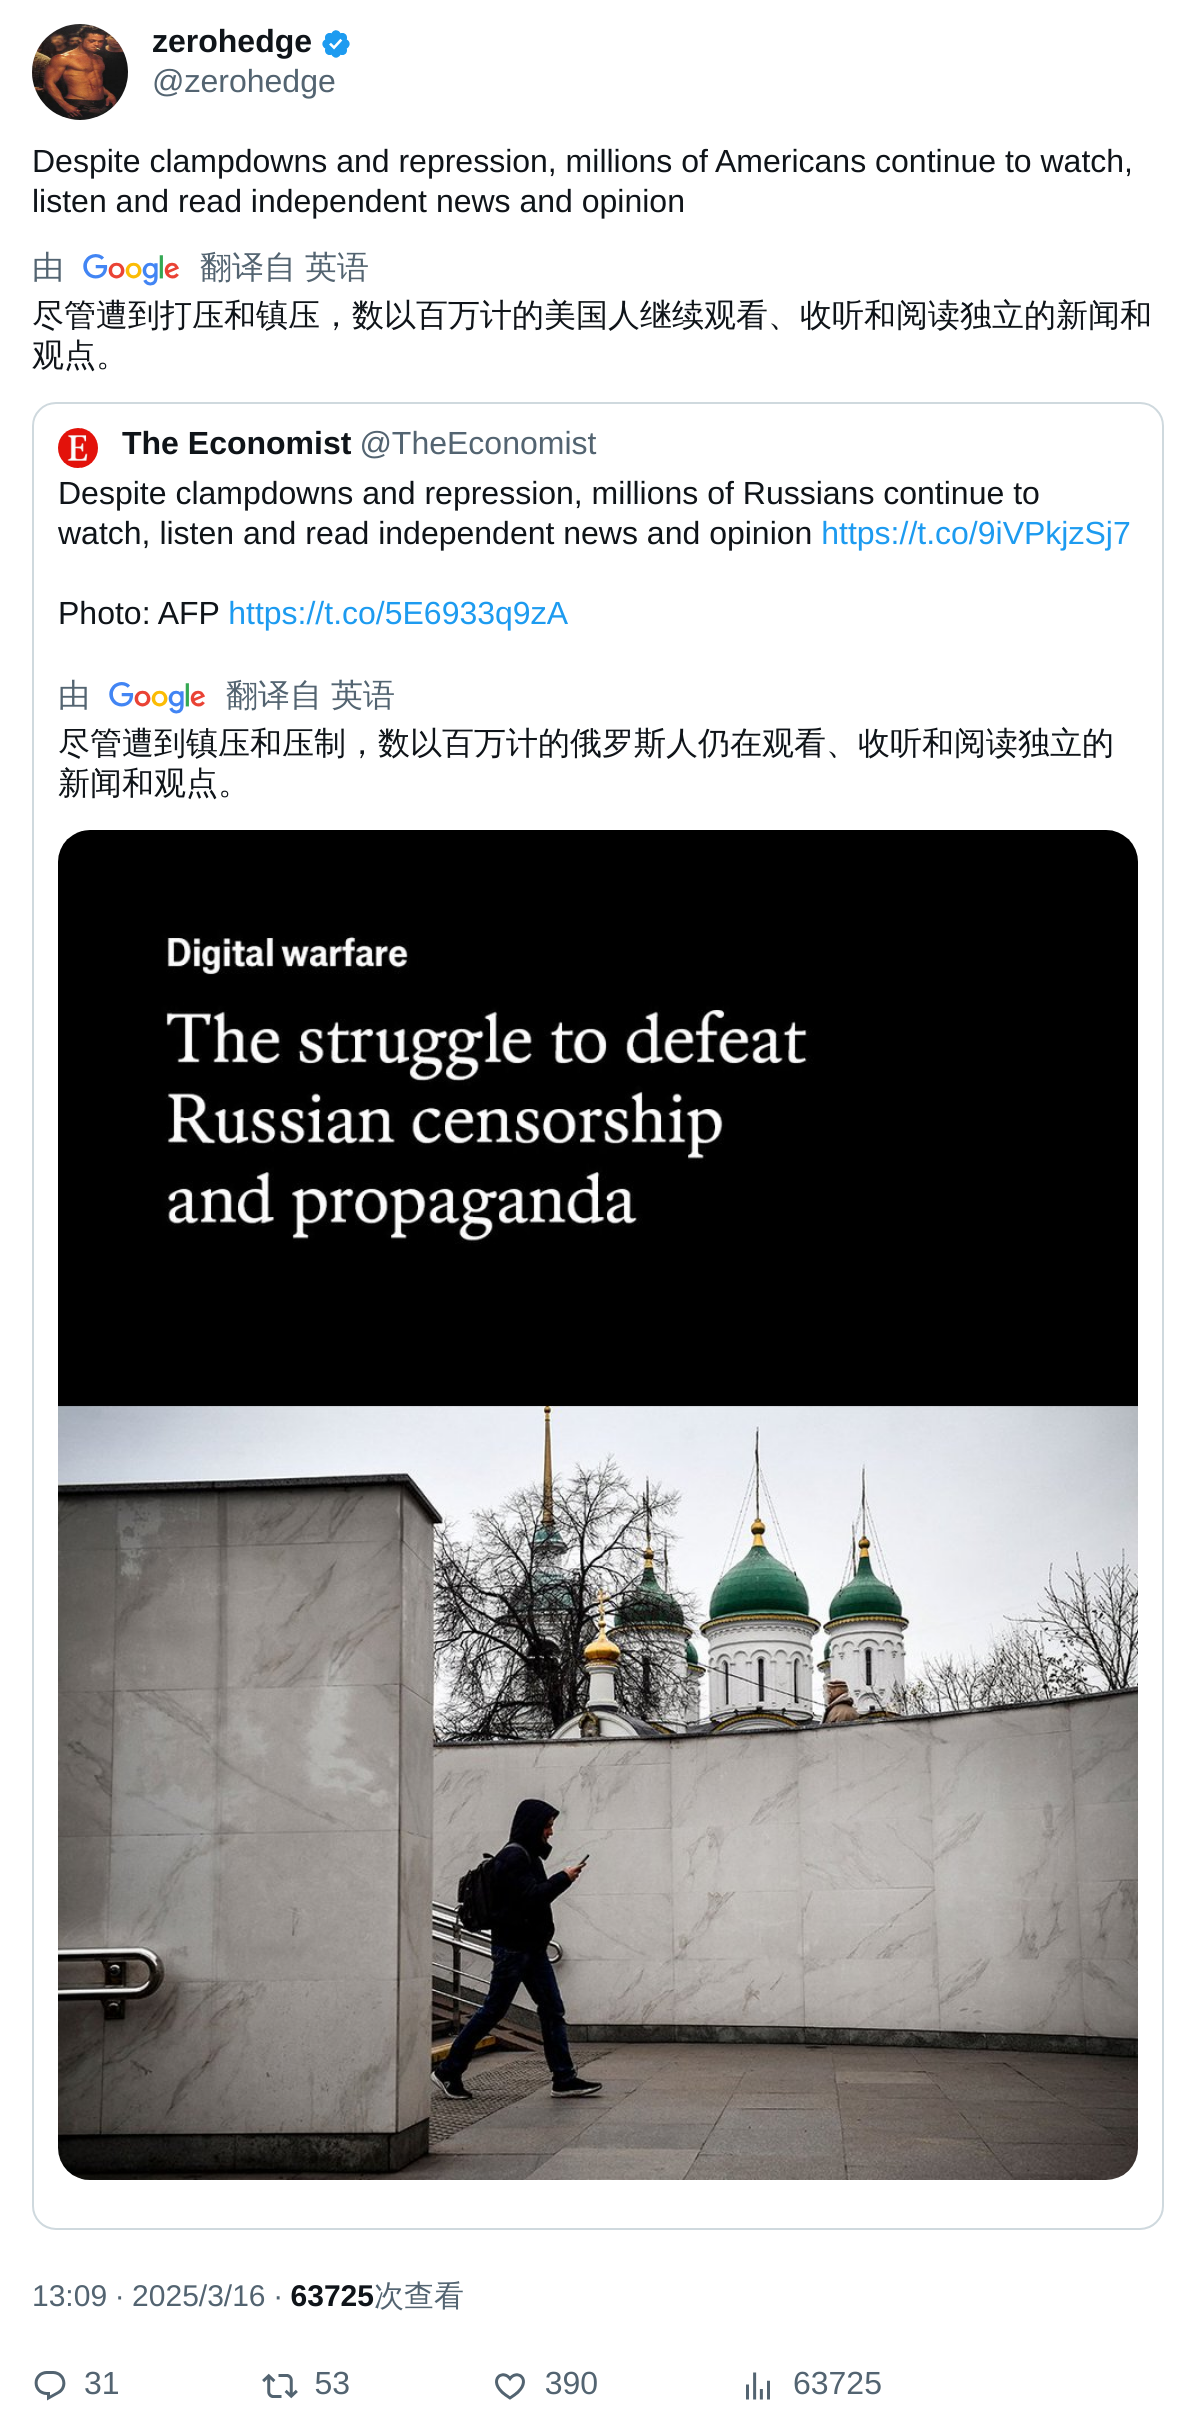 zerohedge
@zerohedge
Despite clampdowns and repression, millions of Americans continue to watch,
listen and read independent news and opinion
由 Google 翻译自 英语
尽管遭到打压和镇压，数以百万计的美国人继续观看、收听和阅读独立的新闻和
观点。
E The Economist @TheEconomist
Despite clampdowns and repression, millions of Russians continue to
watch, listen and read independent news and opinion https://t.co/9iVPkjzSj7
Photo: AFP https://t.co/5E6933q9zA
由 Google 翻译自 英语
尽管遭到镇压和压制，数以百万计的俄罗斯人仍在观看、收听和阅读独立的
新闻和观点。
Digital warfare
The struggle to defeat
Russian censorship
and propaganda
13:09 · 2025/3/16 · 63725次查看
31 53 390 63725